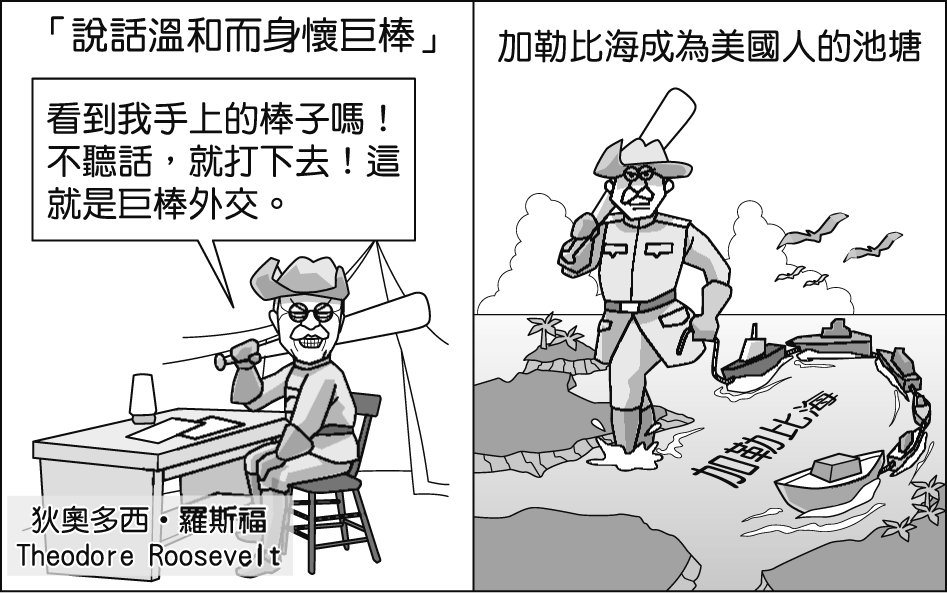 「說話溫和而身懷巨棒」
看到我手上的棒子嗎！
不聽話，就打下去！這
就是巨棒外交。
狄奧多西·羅斯福
Theodore Roosevelt
加勒比海成為美國人的池塘
加勒比海